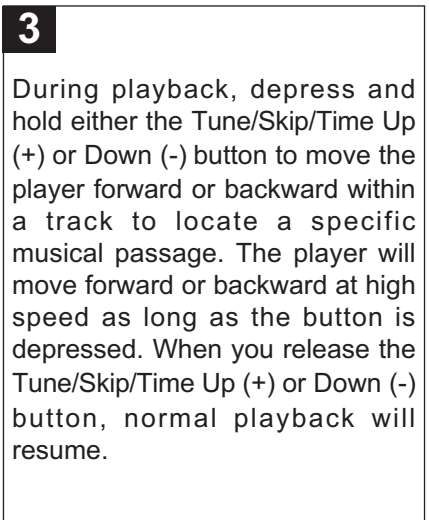 3
During playback, depress and
hold either the Tune/Skip/Time Up
(+) or Down (-) button to move the
player forward or backward within
a track to locate a specific
musical passage. The player will
move forward or backward at high
speed as long as the button is
depressed. When you release the
Tune/Skip/Time Up (+) or Down (-)
button, normal playback will
resume.